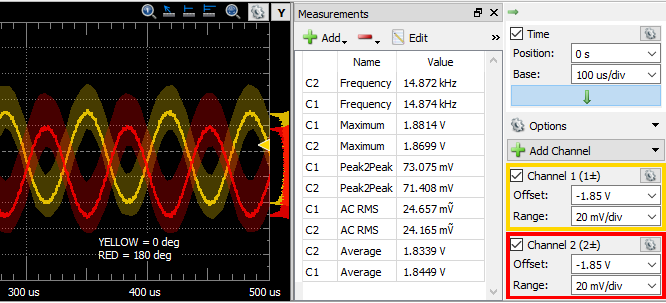 Y
YELLOW = 0 deg
RED = 180 deg
300 us
400 us
500 us
Measurements
Add
Edit
»
Name Value
C2 Frequency 14.872 kHz
C1 Frequency 14.874 kHz
C1 Maximum 1.8814 V
C2 Maximum 1.8699 V
C1 Peak2Peak 73.075 mV
C2 Peak2Peak 71.408 mV
C1 AC RMS 24.657 mṼ
C2 AC RMS 24.165 mṼ
C2 Average 1.8339 V
C1 Average 1.8449 V
Time
Position: 0 s
Base: 100 us/div
Options
Add Channel
Channel 1 (1±)
Offset: -1.85 V
Range: 20 mV/div
Channel 2 (2±)
Offset: -1.85 V
Range: 20 mV/div